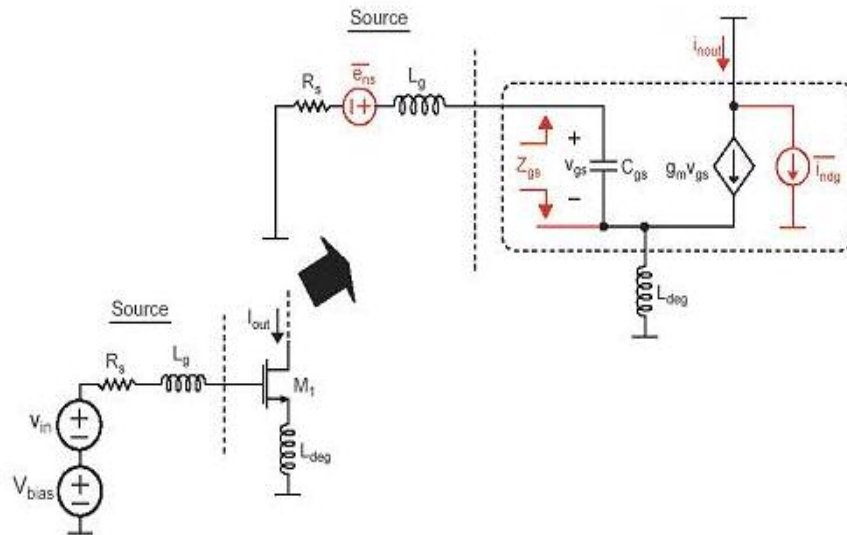 Source
R_s
e_ns
L_g
i_nout
Z_gs
+
v_gs
−
C_gs
g_m v_gs
i_ndg
L_deg
Source
R_s
L_g
I_out
M_1
L_deg
v_in
V_bias